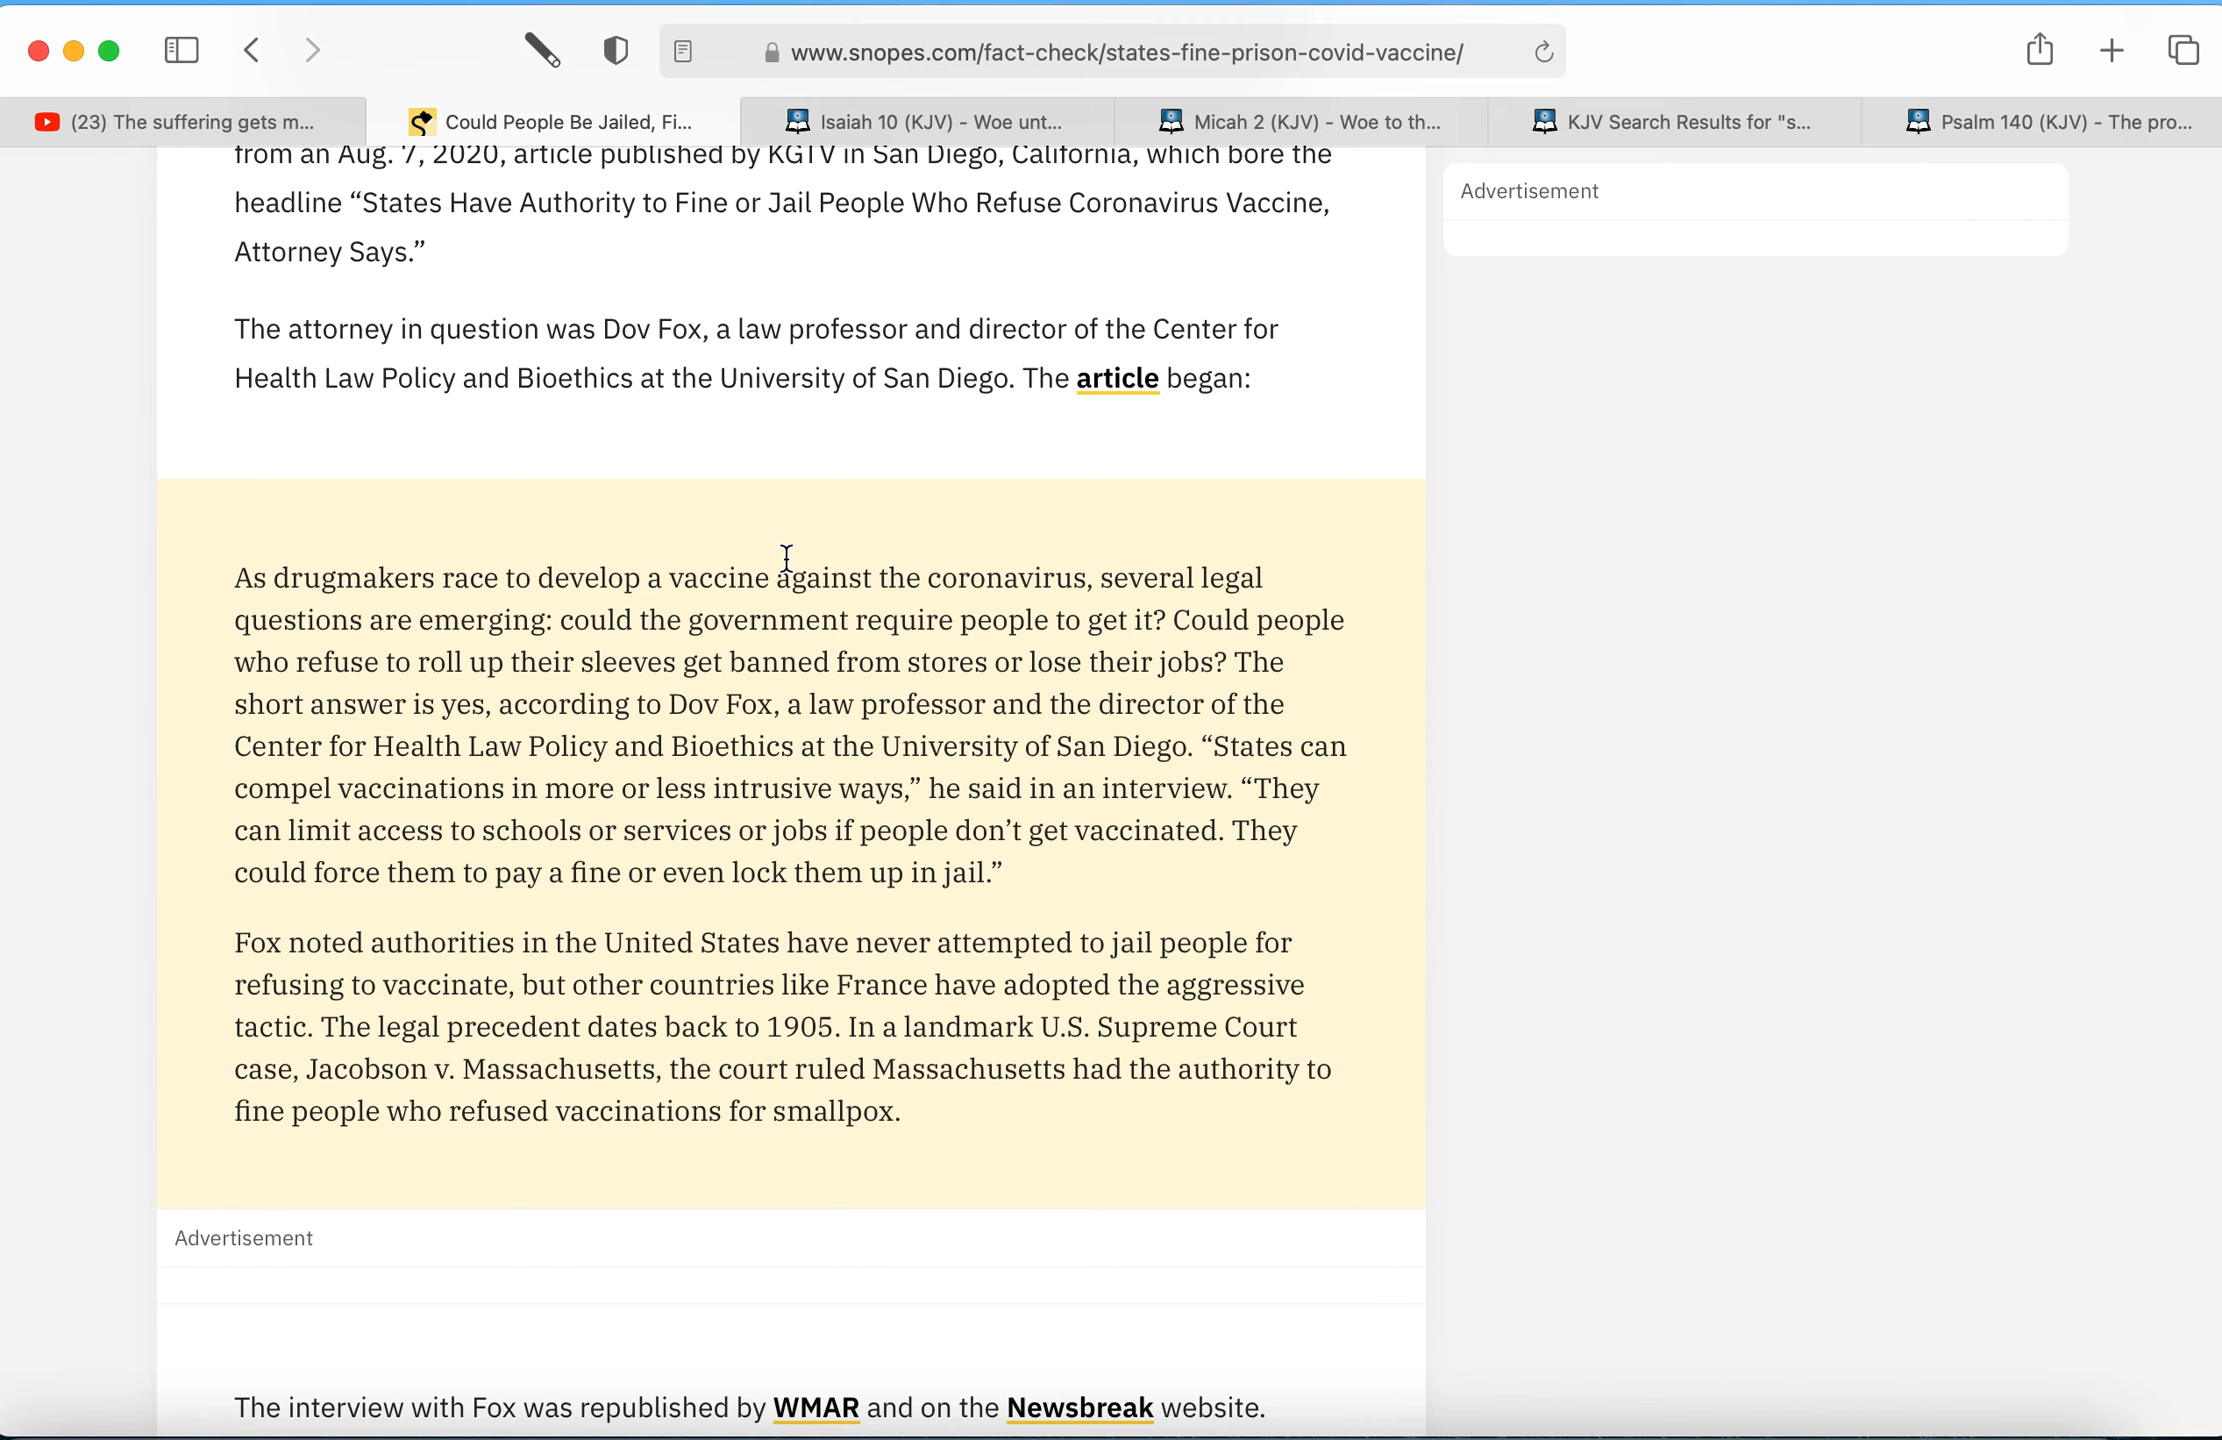 www.snopes.com/fact-check/states-fine-prison-covid-vaccine/
(23) The suffering gets m...
Could People Be Jailed, Fi...
Isaiah 10 (KJV) - Woe unt...
Micah 2 (KJV) - Woe to th...
KJV Search Results for "s...
Psalm 140 (KJV) - The pro...
from an Aug. 7, 2020, article published by KGTV in San Diego, California, which bore the
headline “States Have Authority to Fine or Jail People Who Refuse Coronavirus Vaccine,
Attorney Says.”
The attorney in question was Dov Fox, a law professor and director of the Center for
Health Law Policy and Bioethics at the University of San Diego. The article began:
As drugmakers race to develop a vaccine against the coronavirus, several legal
questions are emerging: could the government require people to get it? Could people
who refuse to roll up their sleeves get banned from stores or lose their jobs? The
short answer is yes, according to Dov Fox, a law professor and the director of the
Center for Health Law Policy and Bioethics at the University of San Diego. “States can
compel vaccinations in more or less intrusive ways,” he said in an interview. “They
can limit access to schools or services or jobs if people don’t get vaccinated. They
could force them to pay a fine or even lock them up in jail.”
Fox noted authorities in the United States have never attempted to jail people for
refusing to vaccinate, but other countries like France have adopted the aggressive
tactic. The legal precedent dates back to 1905. In a landmark U.S. Supreme Court
case, Jacobson v. Massachusetts, the court ruled Massachusetts had the authority to
fine people who refused vaccinations for smallpox.
Advertisement
The interview with Fox was republished by WMAR and on the Newsbreak website.
Advertisement